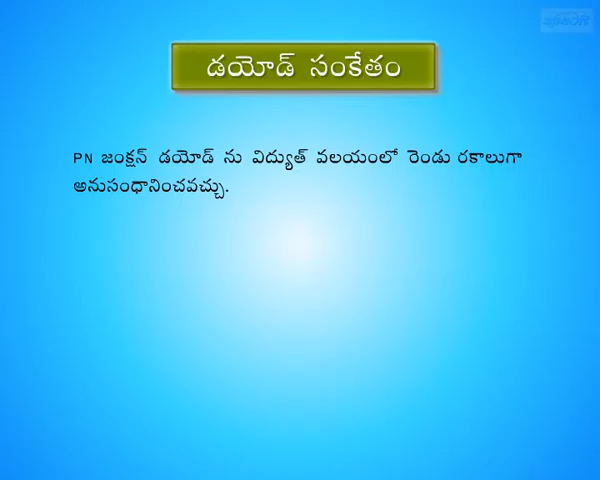 డయోడ్ సంకేతం
PN జంక్షన్ డయోడ్ ను విద్యుత్ వలయంలో రెండు రకాలుగా
అనుసంధానించవచ్చు.